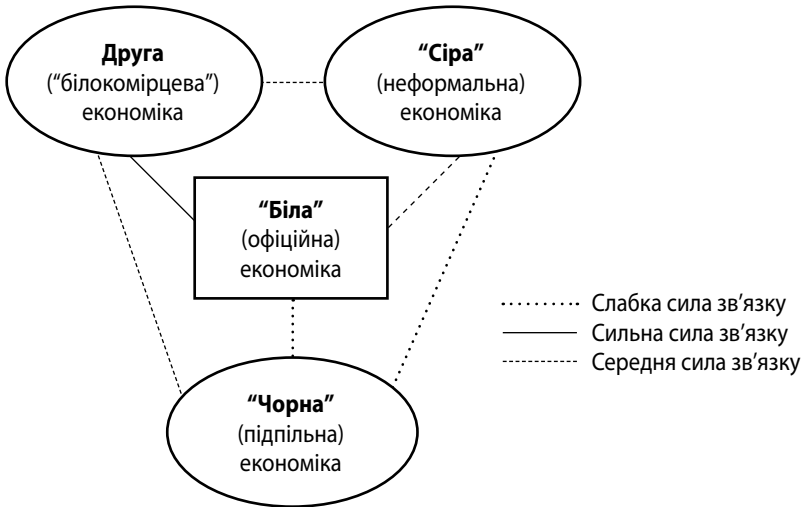 Друга
(“білокомірцева”)
економіка
“Сіра”
(неформальна)
економіка
“Біла”
(офіційна)
економіка
Слабка сила зв’язку
Сильна сила зв’язку
Середня сила зв’язку
“Чорна”
(підпільна)
економіка